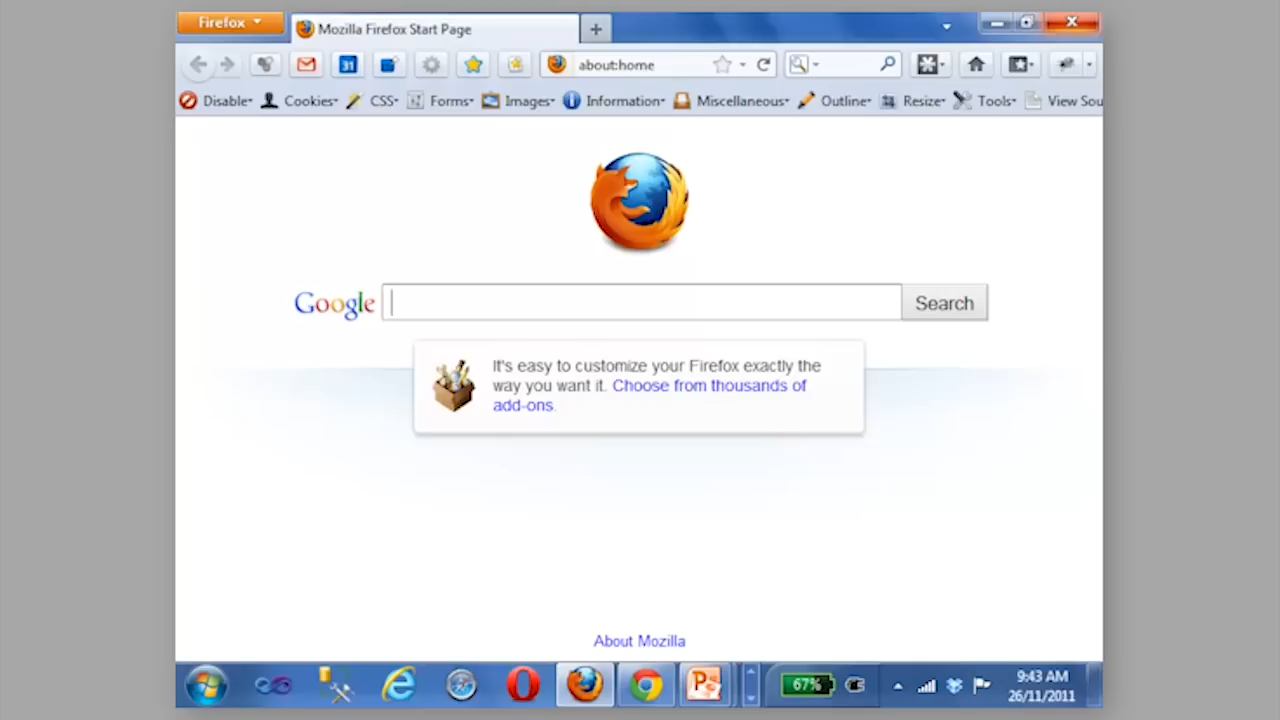 Firefox
Mozilla Firefox Start Page
31
about:home
Disable Cookies CSS Forms Images Information Miscellaneous Outline Resize Tools View Sou
Google
Search
It's easy to customize your Firefox exactly the
way you want it. Choose from thousands of
add-ons.
About Mozilla
67%
9:43 AM
26/11/2011